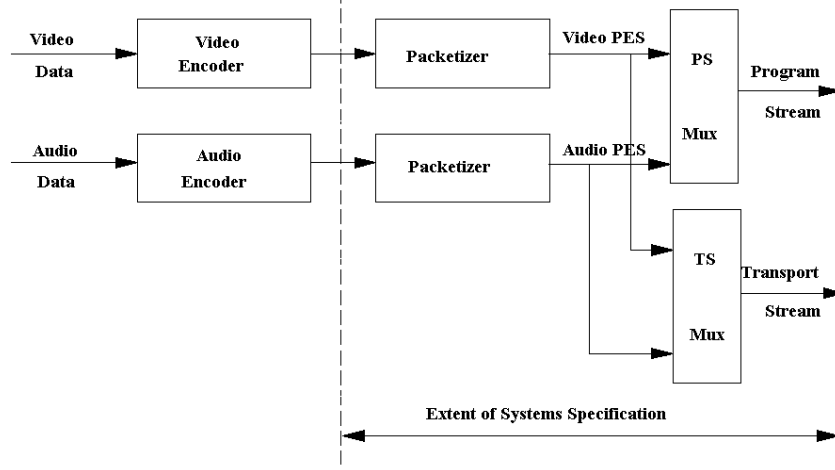 Video
Data
Video
Encoder
Packetizer
Video PES
PS
Mux
Program
Stream
Audio
Data
Audio
Encoder
Packetizer
Audio PES
TS
Mux
Transport
Stream
Extent of Systems Specification